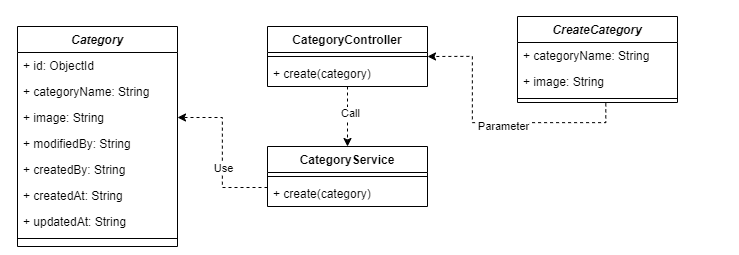 Category
+ id: ObjectId
+ categoryName: String
+ image: String
+ modifiedBy: String
+ createdBy: String
+ createdAt: String
+ updatedAt: String
CategoryController
+ create(category)
Call
CategoryService
+ create(category)
Use
CreateCategory
+ categoryName: String
+ image: String
Parameter